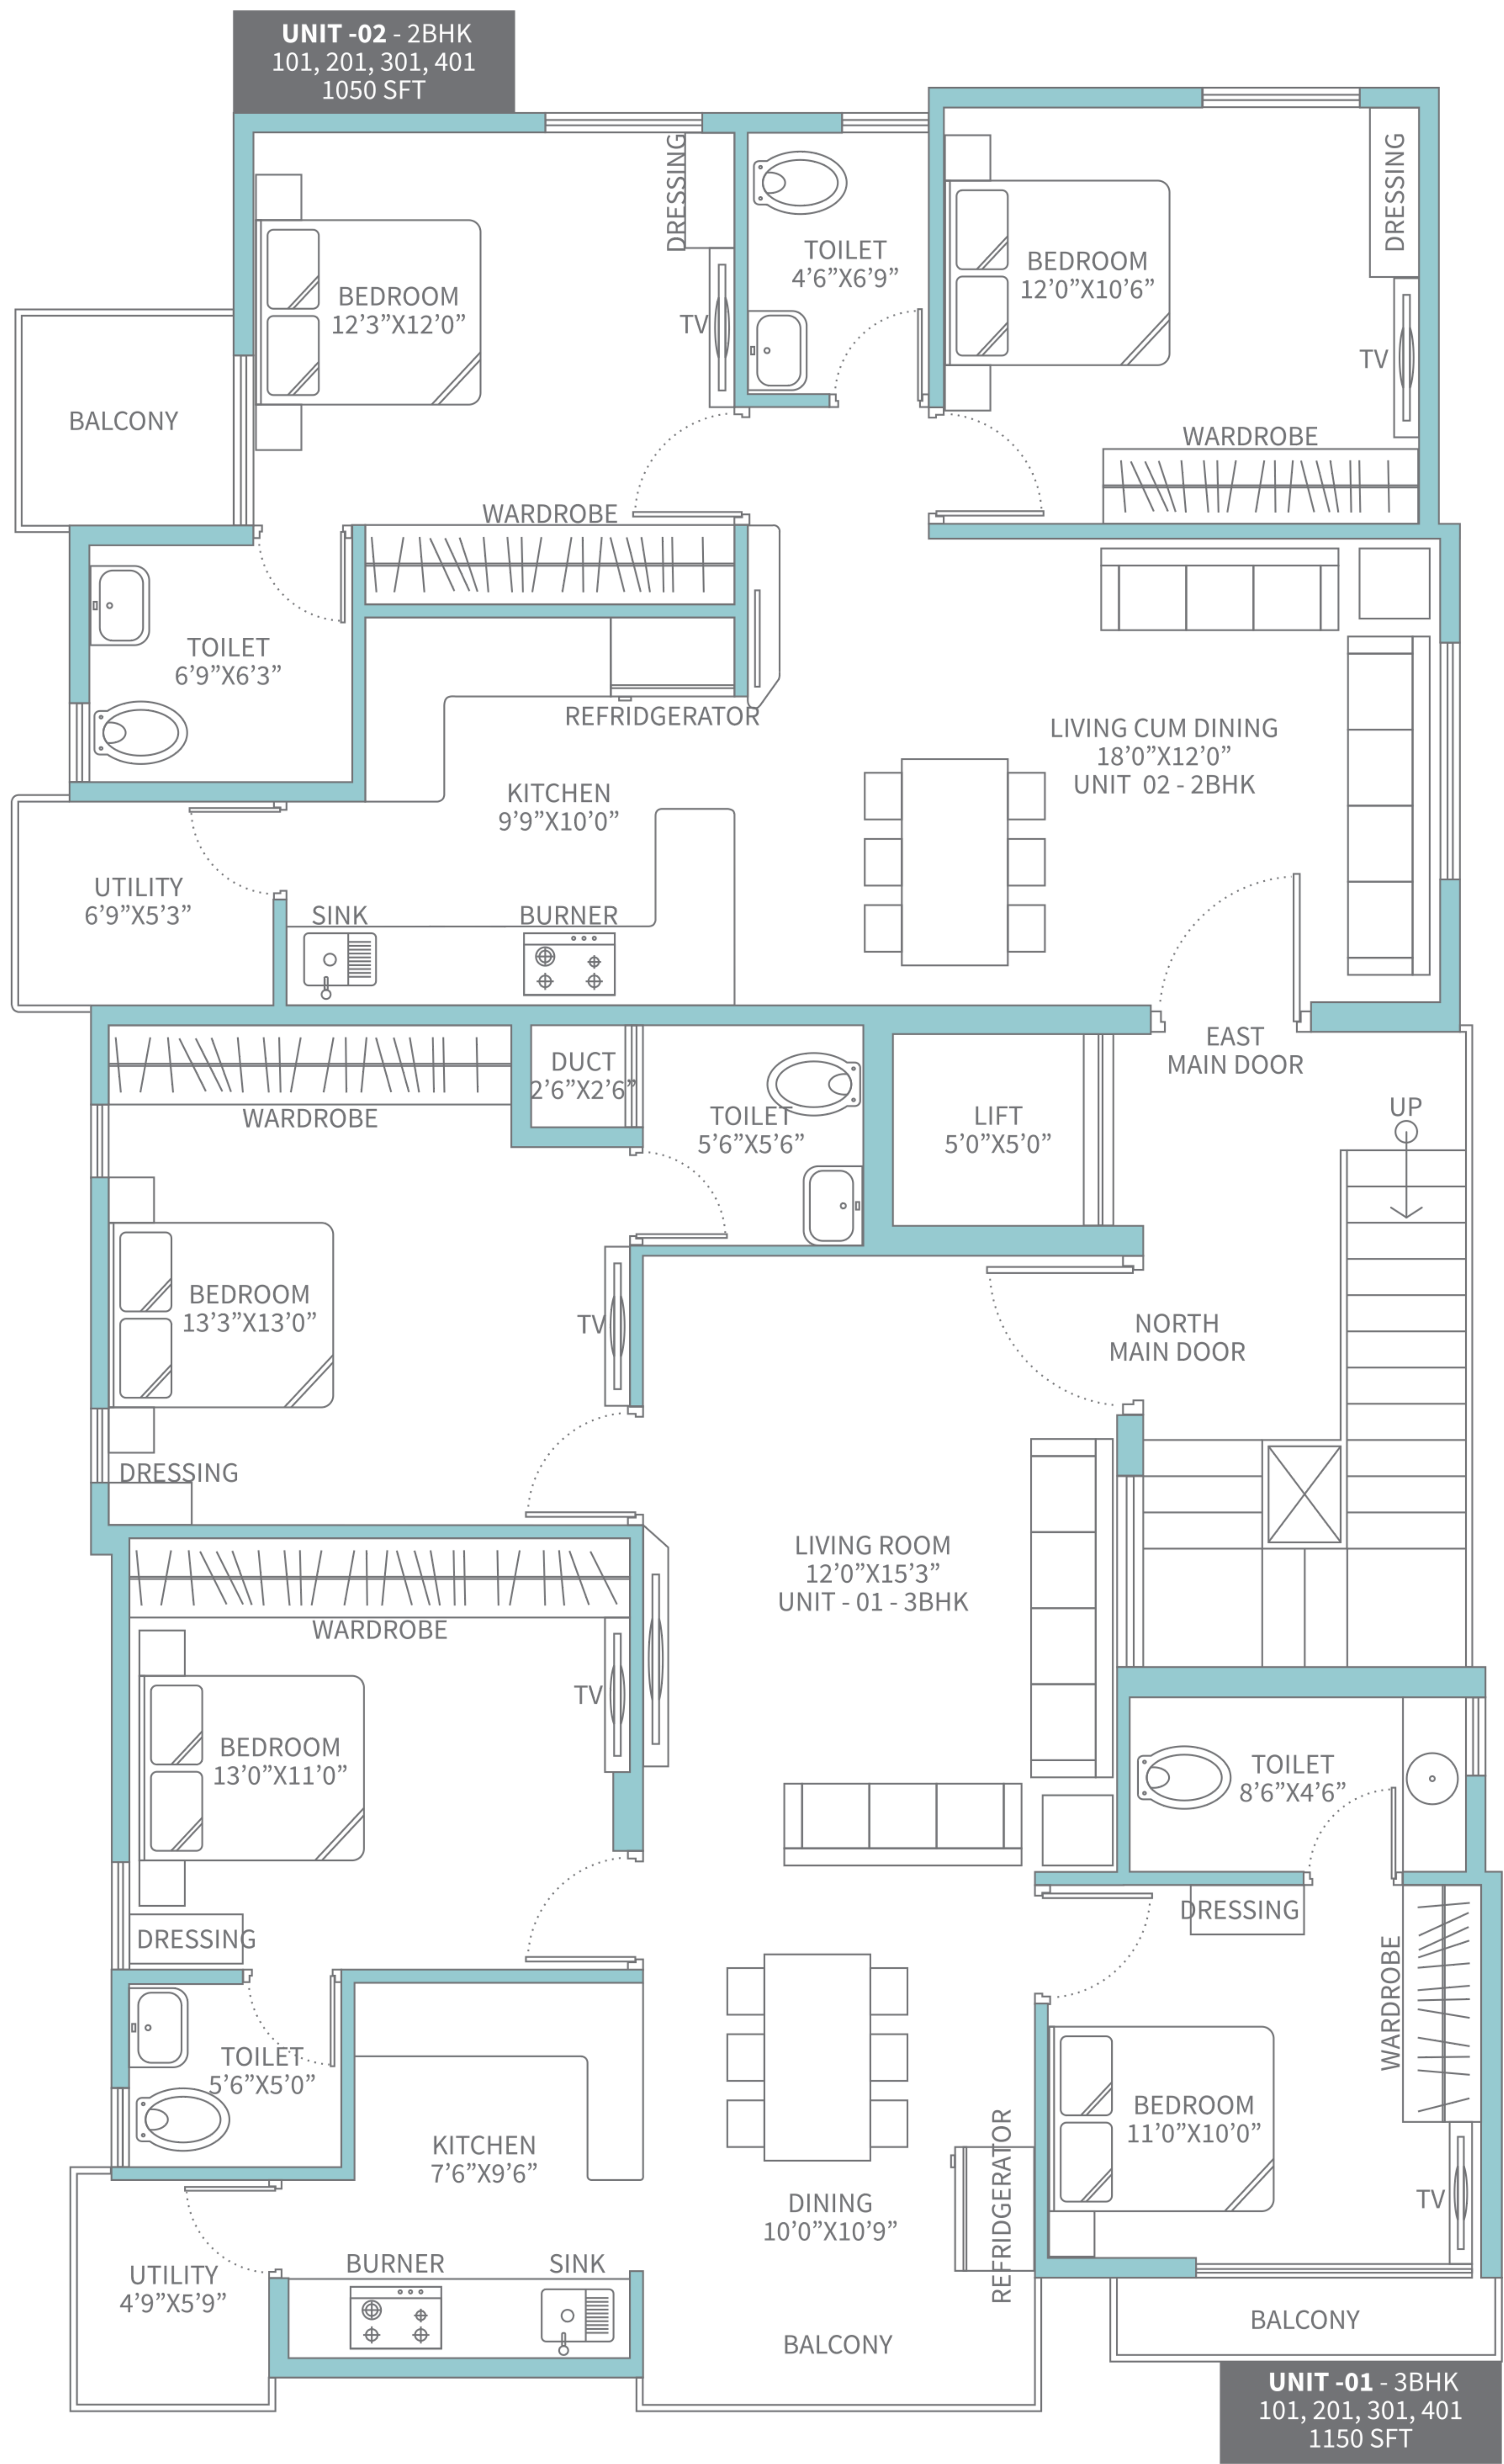 UNIT -02 - 2BHK
101, 201, 301, 401
1050 SFT
DRESSING
TOILET
4’6”X6’9”
BEDROOM
12’0”X10’6”
DRESSING
BEDROOM
12’3”X12’0”
TV
TV
BALCONY
WARDROBE
WARDROBE
TOILET
6’9”X6’3”
REFRIDGERATOR
LIVING CUM DINING
18’0”X12’0”
UNIT 02 - 2BHK
KITCHEN
9’9”X10’0”
UTILITY
6’9”X5’3”
SINK
BURNER
EAST
MAIN DOOR
DUCT
2’6”X2’6”
WARDROBE
TOILET
5’6”X5’6”
LIFT
5’0”X5’0”
UP
BEDROOM
13’3”X13’0”
TV
NORTH
MAIN DOOR
DRESSING
LIVING ROOM
12’0”X15’3”
UNIT - 01 - 3BHK
WARDROBE
TV
BEDROOM
13’0”X11’0”
TOILET
8’6”X4’6”
DRESSING
DRESSING
WARDROBE
TOILET
5’6”X5’0”
BEDROOM
11’0”X10’0”
KITCHEN
7’6”X9’6”
REFRIDGERATOR
DINING
10’0”X10’9”
TV
UTILITY
4’9”X5’9”
BURNER
SINK
BALCONY
BALCONY
UNIT -01 - 3BHK
101, 201, 301, 401
1150 SFT